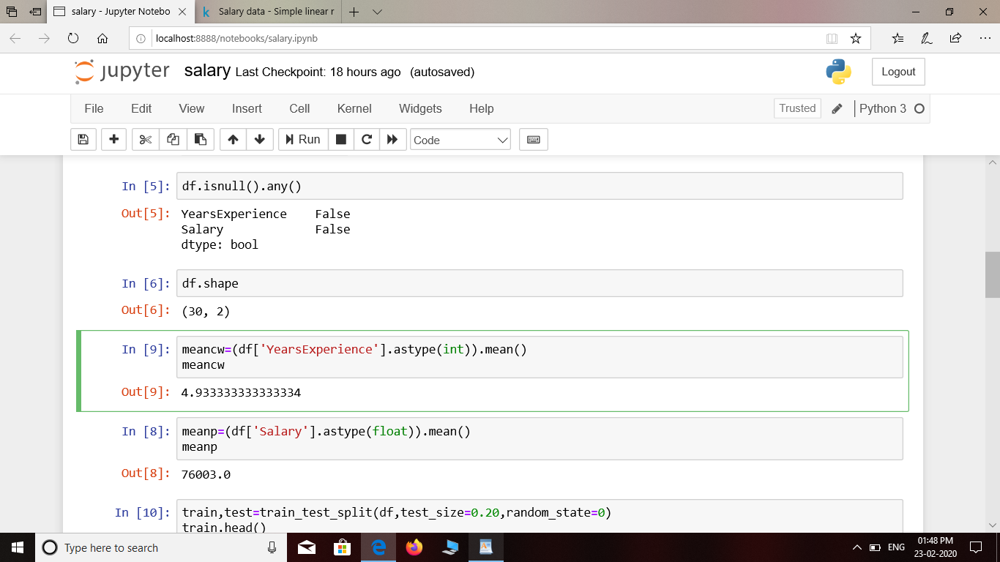 salary - Jupyter Notebo
Salary data - Simple linear r
localhost:8888/notebooks/salary.ipynb
jupyter salary Last Checkpoint: 18 hours ago (autosaved)
Logout
File Edit View Insert Cell Kernel Widgets Help
Trusted Python 3
Run Code
In [5]: df.isnull().any()
Out[5]: YearsExperience False
Salary False
dtype: bool
In [6]: df.shape
Out[6]: (30, 2)
In [9]: meancw=(df['YearsExperience'].astype(int)).mean()
meancw
Out[9]: 4.933333333333334
In [8]: meanp=(df['Salary'].astype(float)).mean()
meanp
Out[8]: 76003.0
In [10]: train,test=train_test_split(df,test_size=0.20,random_state=0)
train.head()
Type here to search
ENG
01:48 PM
23-02-2020